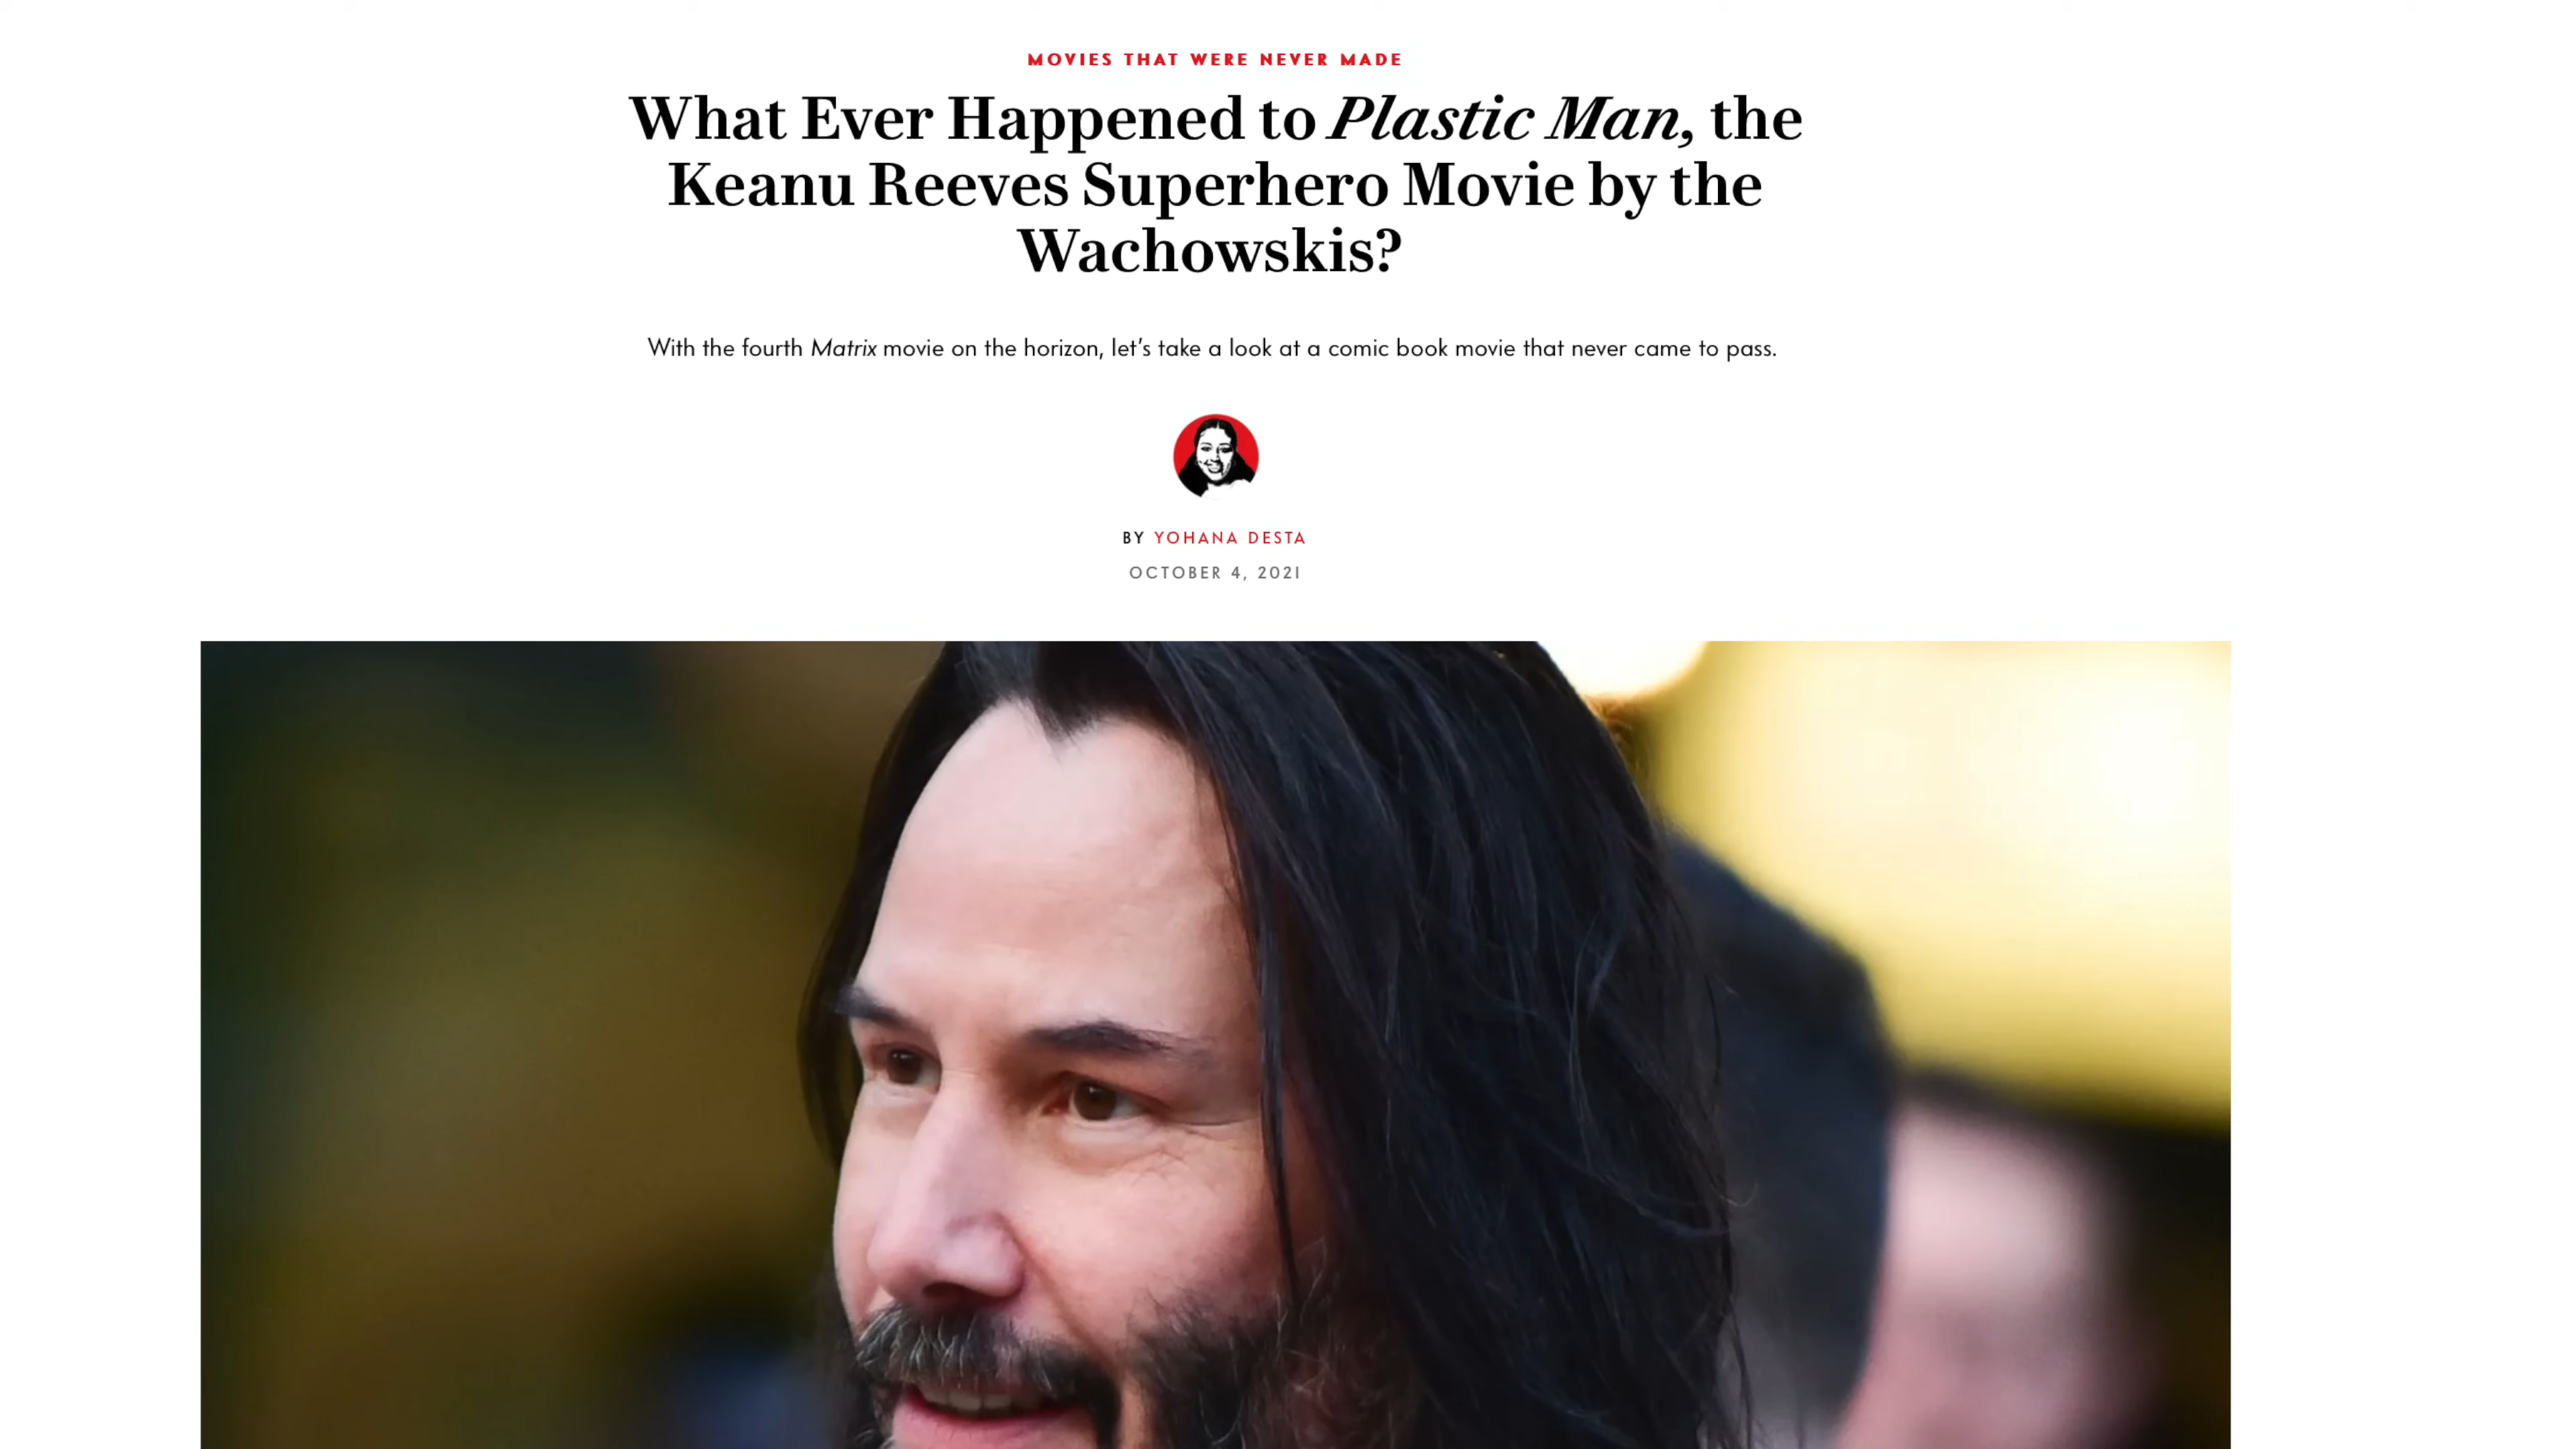 MOVIES THAT WERE NEVER MADE
What Ever Happened to Plastic Man, the
Keanu Reeves Superhero Movie by the
Wachowskis?
With the fourth Matrix movie on the horizon, let’s take a look at a comic book movie that never came to pass.
BY YOHANA DESTA
OCTOBER 4, 2021